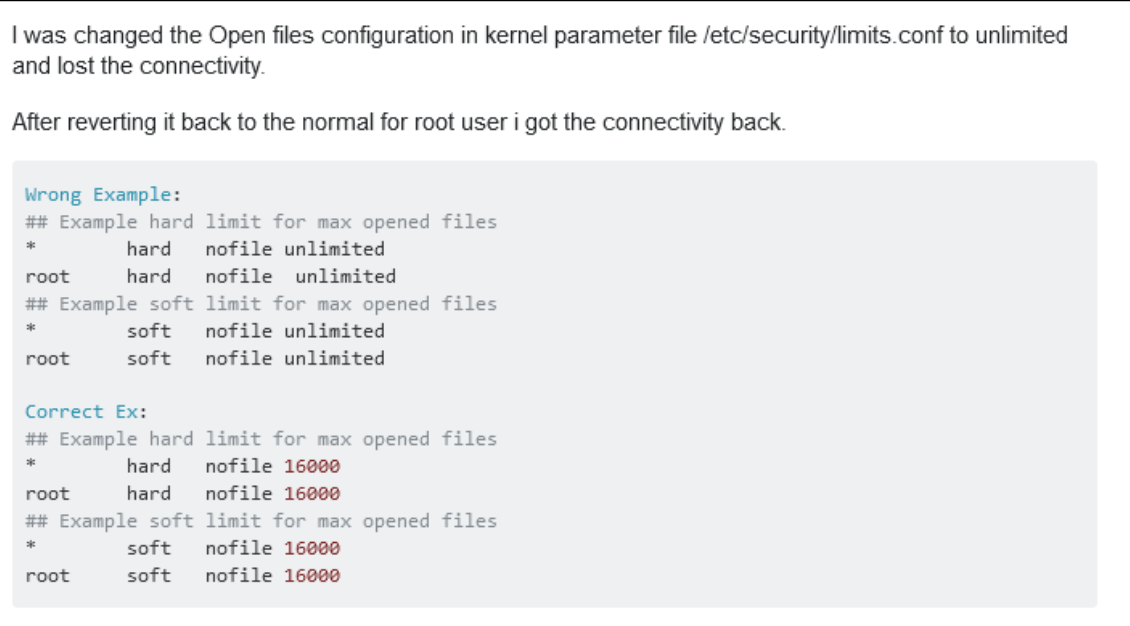 I was changed the Open files configuration in kernel parameter file /etc/security/limits.conf to unlimited
and lost the connectivity.
After reverting it back to the normal for root user i got the connectivity back.
Wrong Example:
## Example hard limit for max opened files
*        hard   nofile unlimited
root     hard   nofile  unlimited
## Example soft limit for max opened files
*        soft   nofile unlimited
root     soft   nofile unlimited
Correct Ex:
## Example hard limit for max opened files
*        hard   nofile 16000
root     hard   nofile 16000
## Example soft limit for max opened files
*        soft   nofile 16000
root     soft   nofile 16000